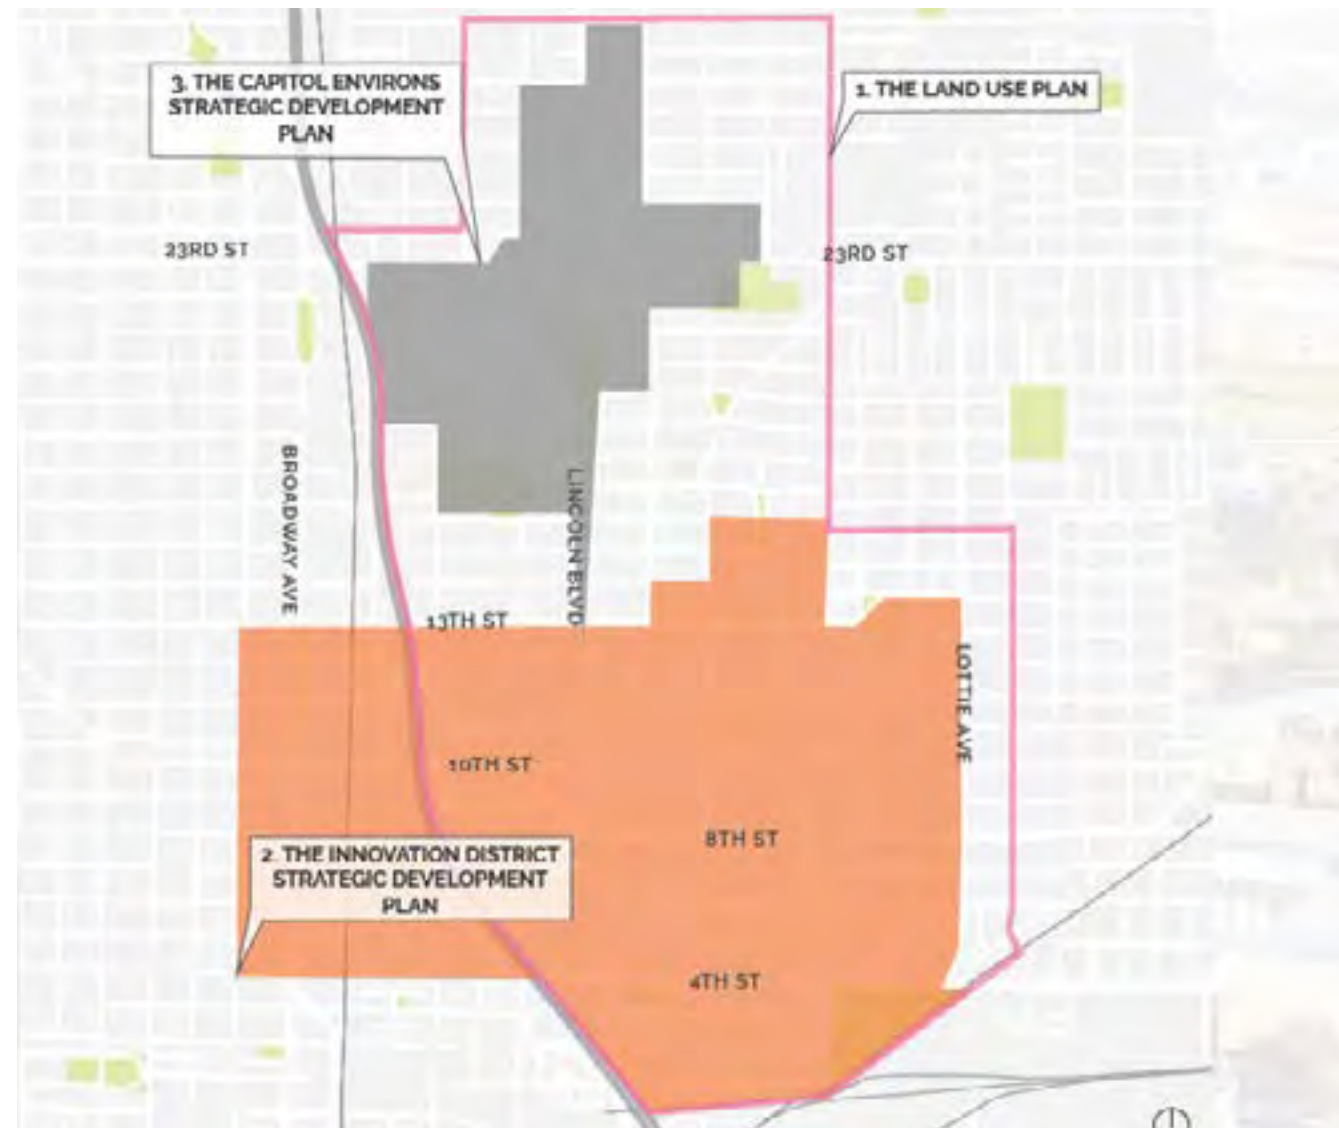 3. THE CAPITOL ENVIRONS
STRATEGIC DEVELOPMENT
PLAN
1. THE LAND USE PLAN
23RD ST
23RD ST
BROADWAY AVE
LINCOLN BLVD
13TH ST
LOTTIE AVE
10TH ST
8TH ST
2. THE INNOVATION DISTRICT
STRATEGIC DEVELOPMENT
PLAN
4TH ST